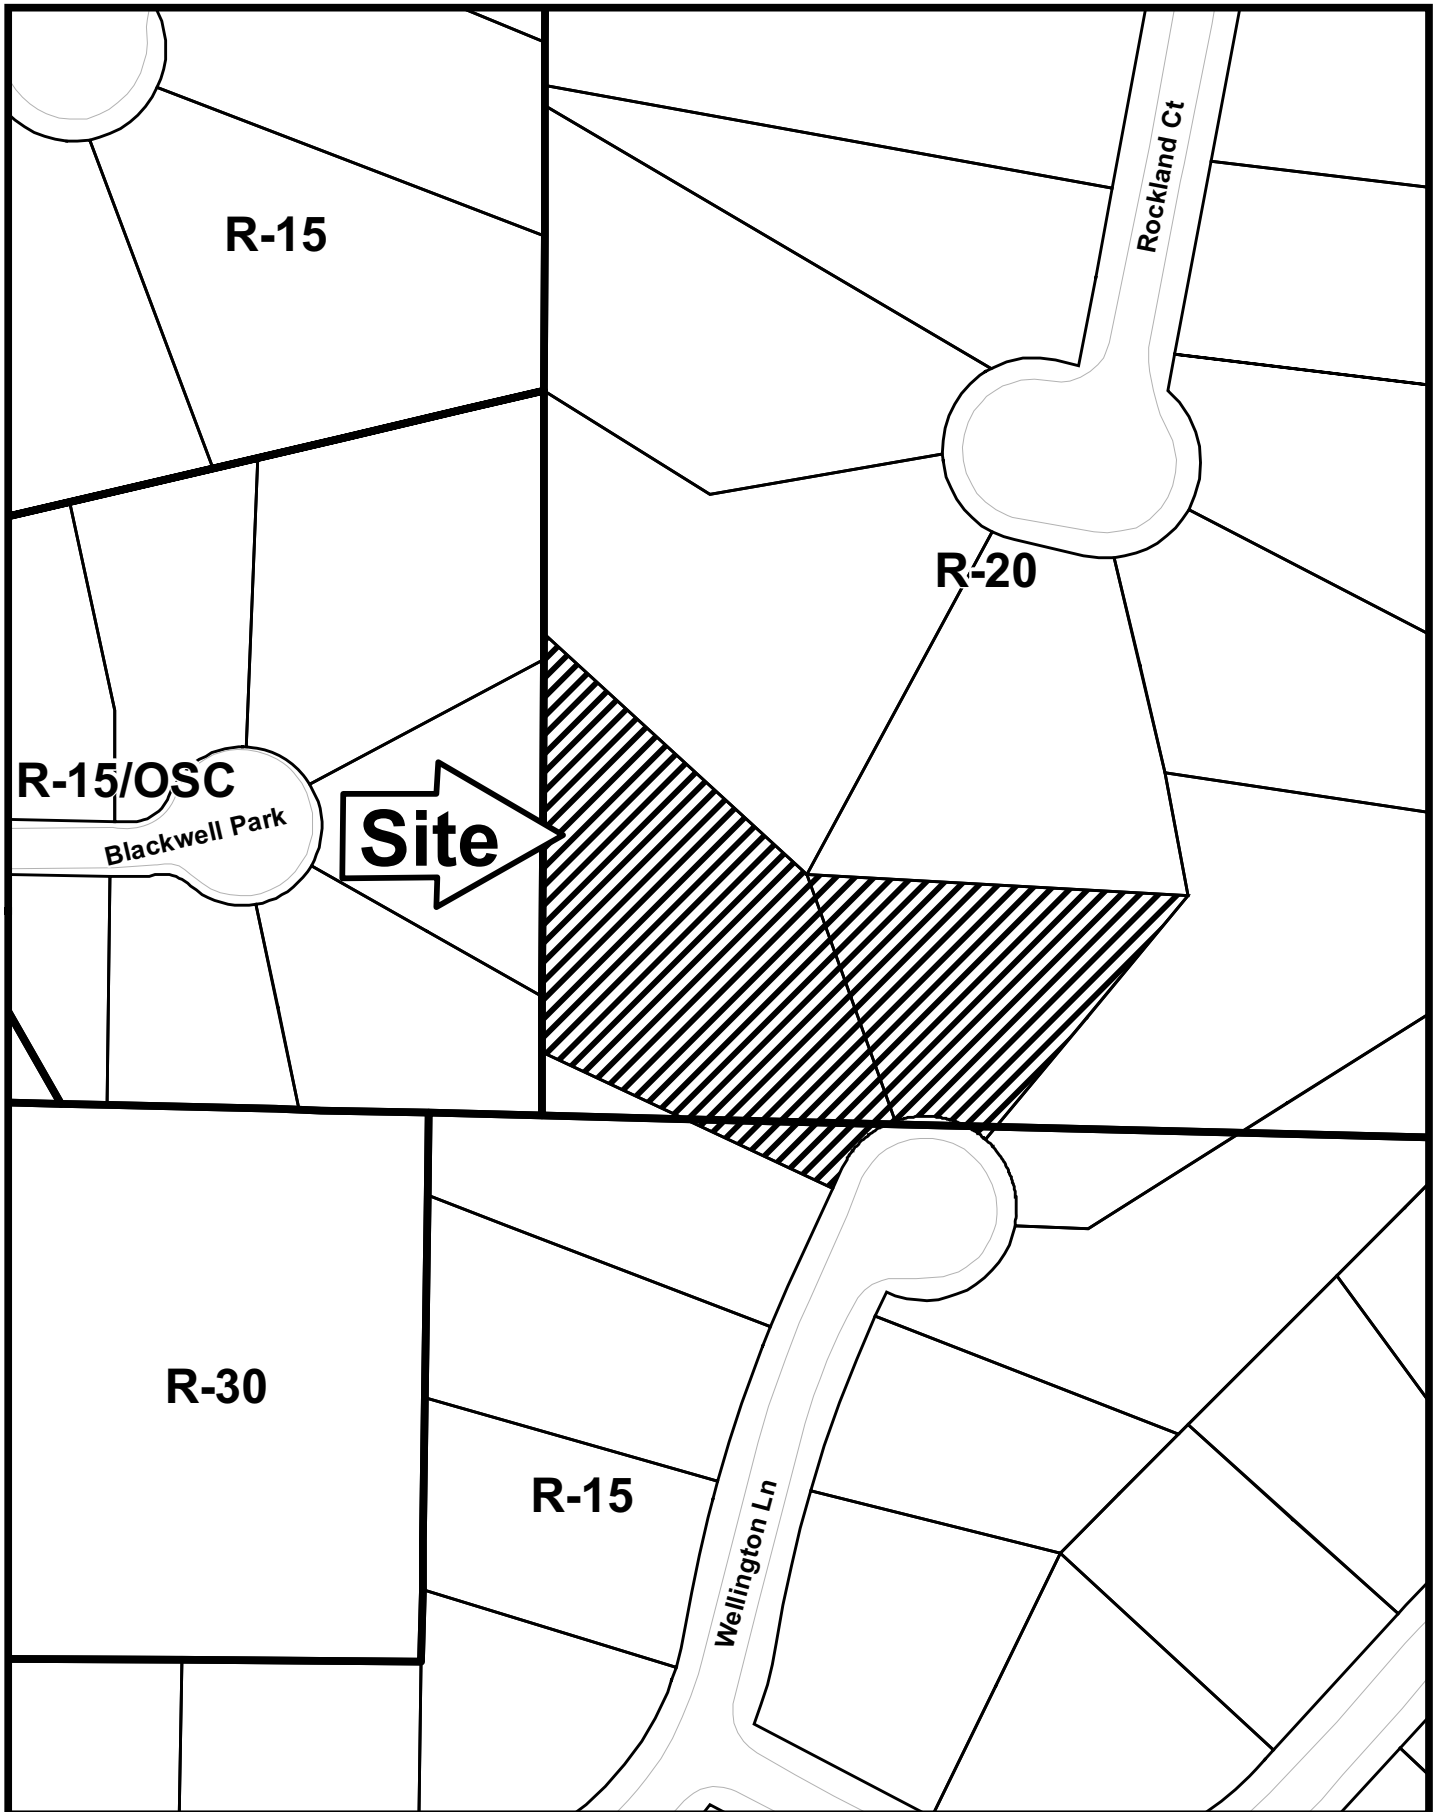 Rockland Ct
R-15
R-20
R-15/OSC
Blackwell Park
Site
R-30
R-15
Wellington Ln